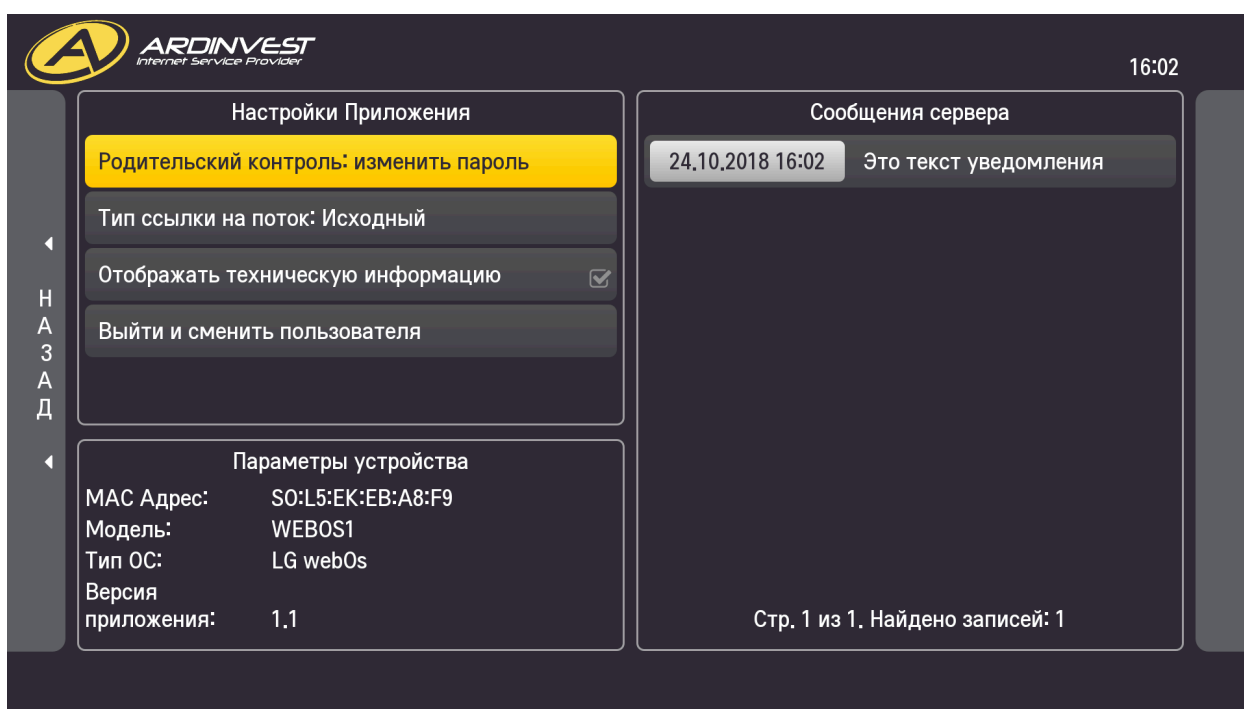 ARDINVEST
Internet Service Provider
16:02
Н
А
З
А
Д
Настройки Приложения
Родительский контроль: изменить пароль
Тип ссылки на поток: Исходный
Отображать техническую информацию
Выйти и сменить пользователя
Параметры устройства
МАС Адрес: SO:L5:EK:EB:A8:F9
Модель: WEBOS1
Тип ОС: LG webOs
Версия
приложения: 1.1
Сообщения сервера
24.10.2018 16:02 Это текст уведомления
Стр. 1 из 1. Найдено записей: 1